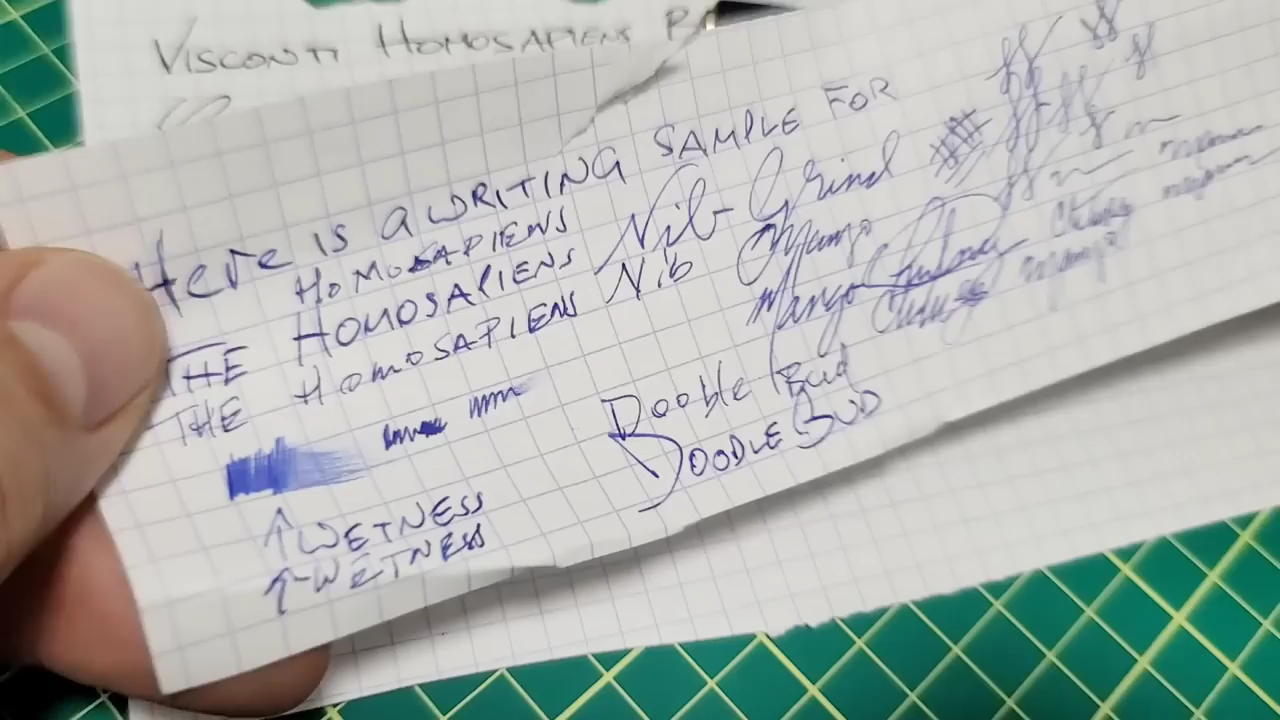 VISCONTI HOMOSAPIENS
HERE IS A WRITING SAMPLE FOR
HOMOSAPIENS Nib Grind
THE HOMOSAPIENS Nib Mango
THE HOMOSAPIENS Mango
Doodle Bud
DOODLE BUD
↑ WETNESS
↑ WETNESS